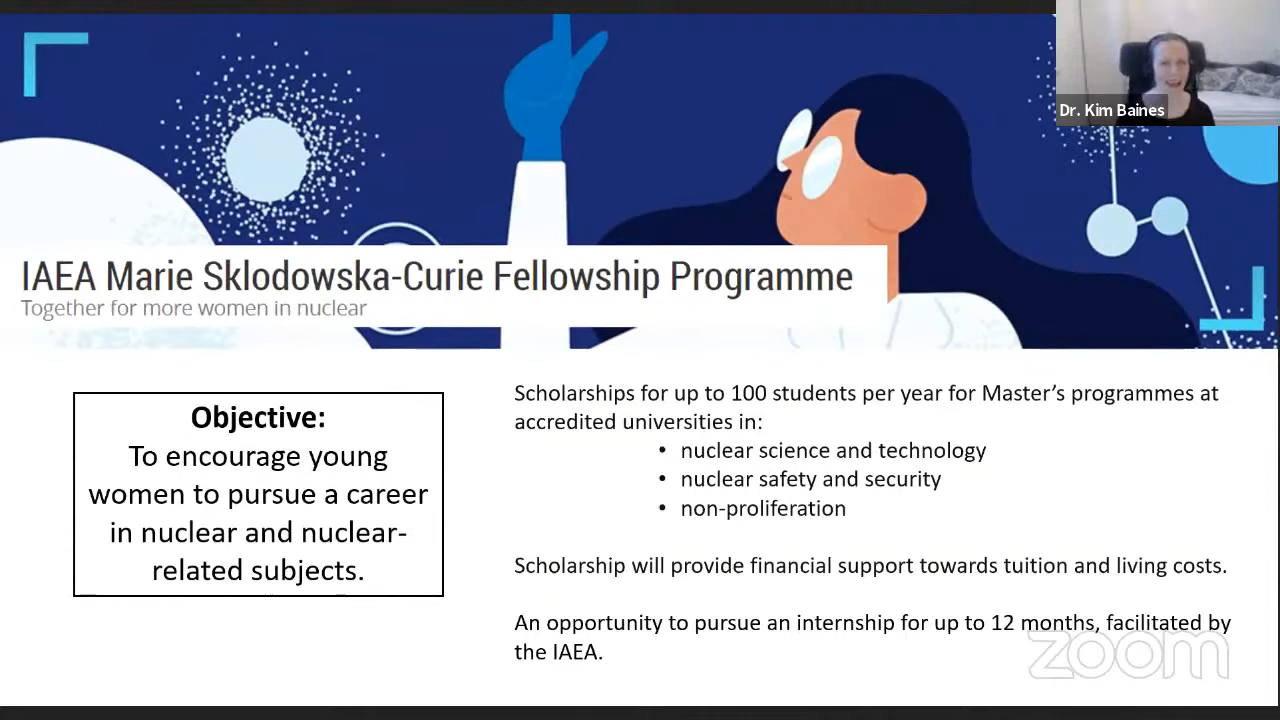 Dr. Kim Baines
IAEA Marie Sklodowska-Curie Fellowship Programme
Together for more women in nuclear
Objective:
To encourage young
women to pursue a career
in nuclear and nuclear-
related subjects.
Scholarships for up to 100 students per year for Master’s programmes at
accredited universities in:
• nuclear science and technology
• nuclear safety and security
• non-proliferation
Scholarship will provide financial support towards tuition and living costs.
An opportunity to pursue an internship for up to 12 months, facilitated by
the IAEA.
zoom